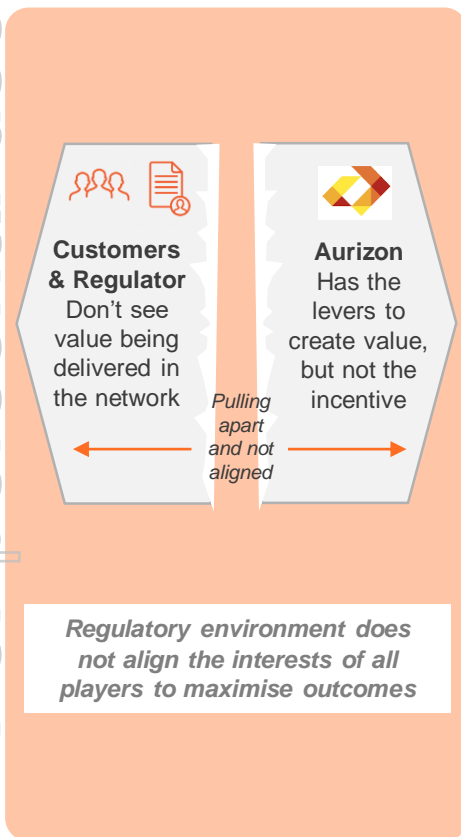 Customers
& Regulator
Don't see
value being
delivered in
the network
Aurizon
Has the
levers to
create value,
but not the
incentive
Pulling
apart
and not
aligned
Regulatory environment does
not align the interests of all
players to maximise outcomes